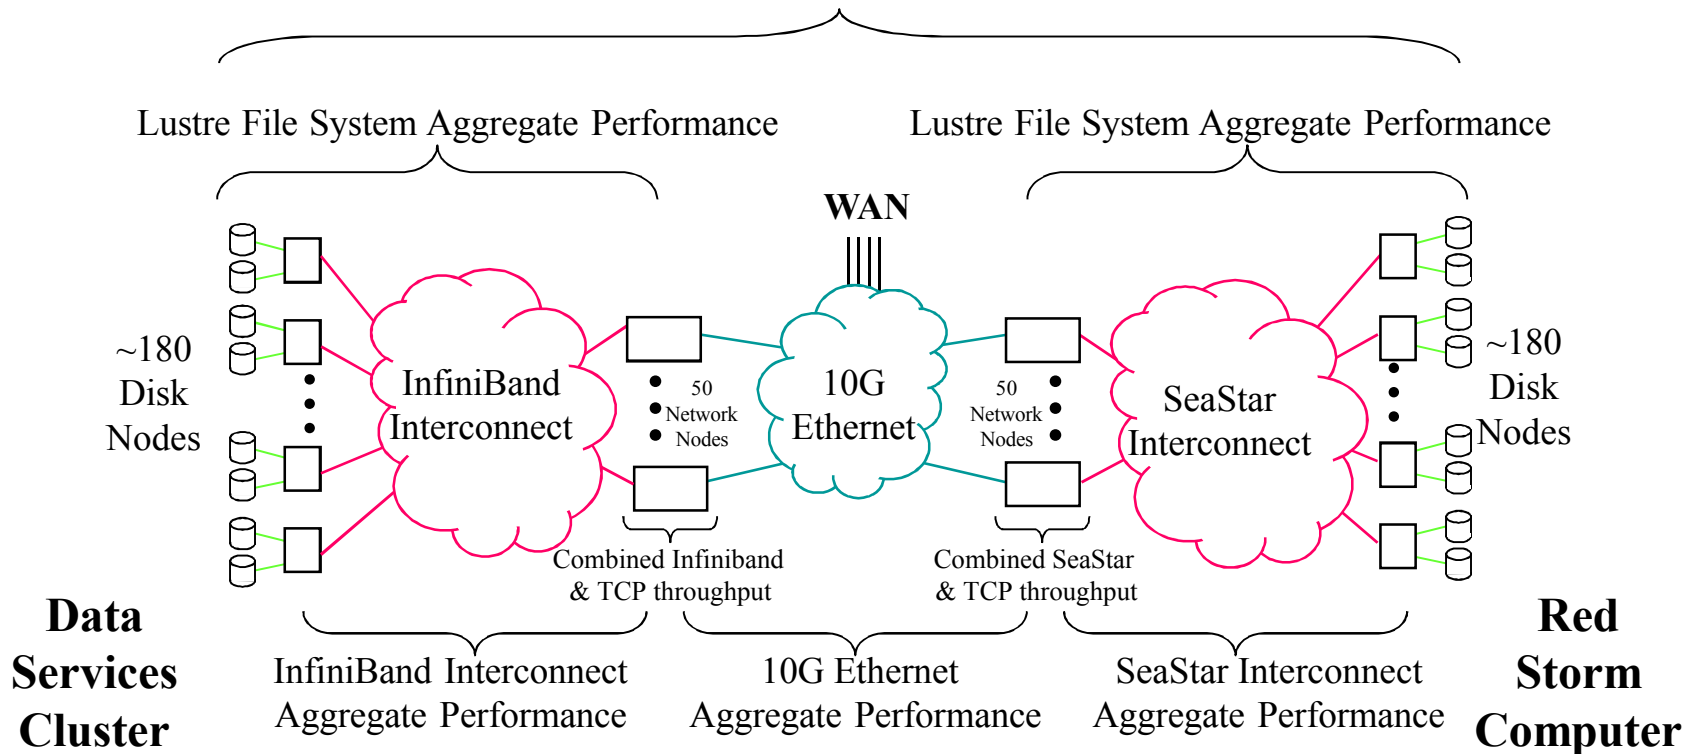 Lustre File System Aggregate Performance
Lustre File System Aggregate Performance
WAN
~180
Disk
Nodes
InfiniBand
Interconnect
50
Network
Nodes
10G
Ethernet
50
Network
Nodes
SeaStar
Interconnect
~180
Disk
Nodes
Combined Infiniband
& TCP throughput
Combined SeaStar
& TCP throughput
Data
Services
Cluster
InfiniBand Interconnect
Aggregate Performance
10G Ethernet
Aggregate Performance
SeaStar Interconnect
Aggregate Performance
Red
Storm
Computer